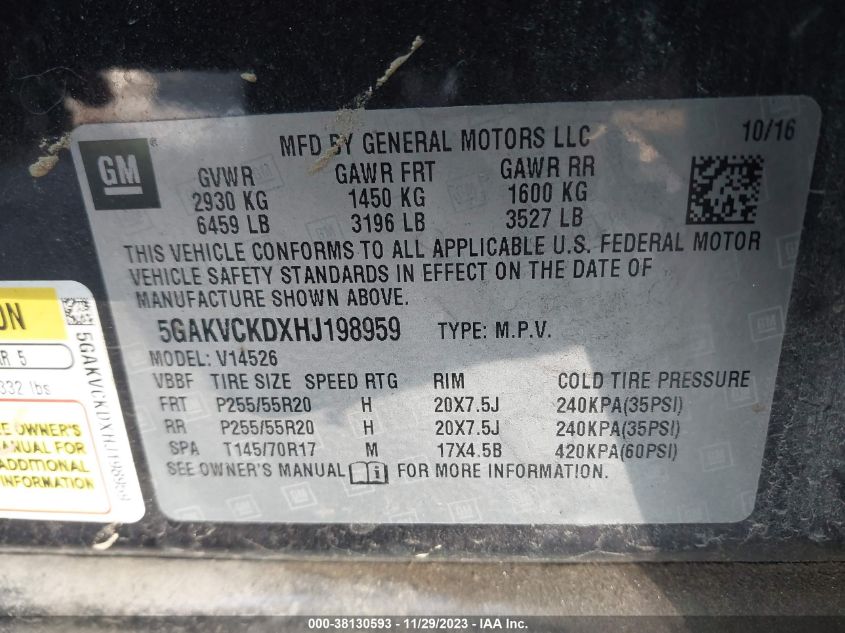 GM
MFD BY GENERAL MOTORS LLC
10/16
GVWR GAWR FRT GAWR RR
2930 KG 1450 KG 1600 KG
6459 LB 3196 LB 3527 LB
THIS VEHICLE CONFORMS TO ALL APPLICABLE U.S. FEDERAL MOTOR
VEHICLE SAFETY STANDARDS IN EFFECT ON THE DATE OF
MANUFACTURE SHOWN ABOVE.
5GAKVCKDXHJ198959 TYPE: M.P.V.
MODEL: V14526
VBBF TIRE SIZE SPEED RTG RIM COLD TIRE PRESSURE
FRT P255/55R20 H 20X7.5J 240KPA(35PSI)
RR P255/55R20 H 20X7.5J 240KPA(35PSI)
SPA T145/70R17 M 17X4.5B 420KPA(60PSI)
SEE OWNER'S MANUAL FOR MORE INFORMATION.
5
332 lbs
OWNER'S
FOR
ADDITIONAL
INFORMATION
5GAKVCKDXHJ198959
000-38130593 - 11/29/2023 - IAA Inc.